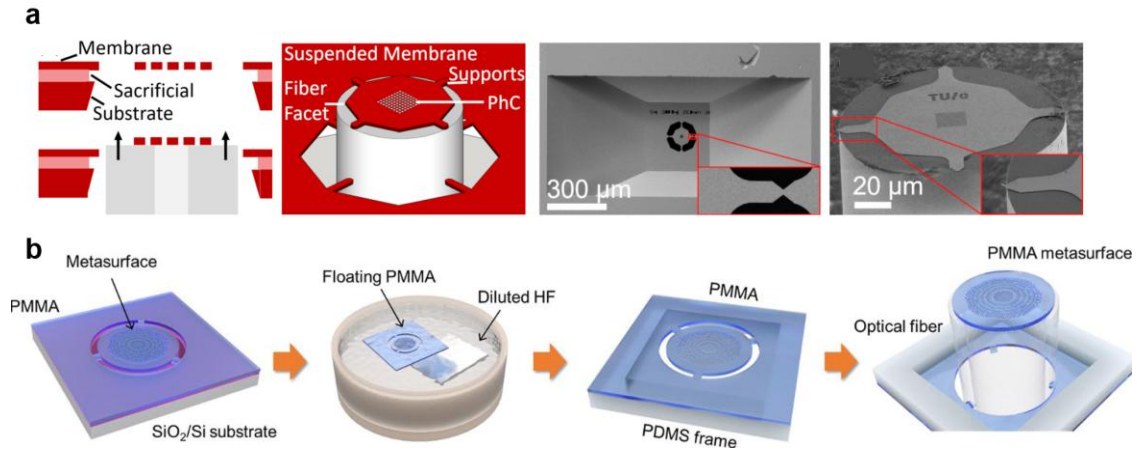 a
Membrane
Sacrificial
Substrate
Suspended Membrane
Supports
Fiber
Facet
PhC
300 µm
TU/e
20 µm
b
Metasurface
PMMA
SiO₂/Si substrate
Floating PMMA
Diluted HF
PMMA
PDMS frame
PMMA metasurface
Optical fiber